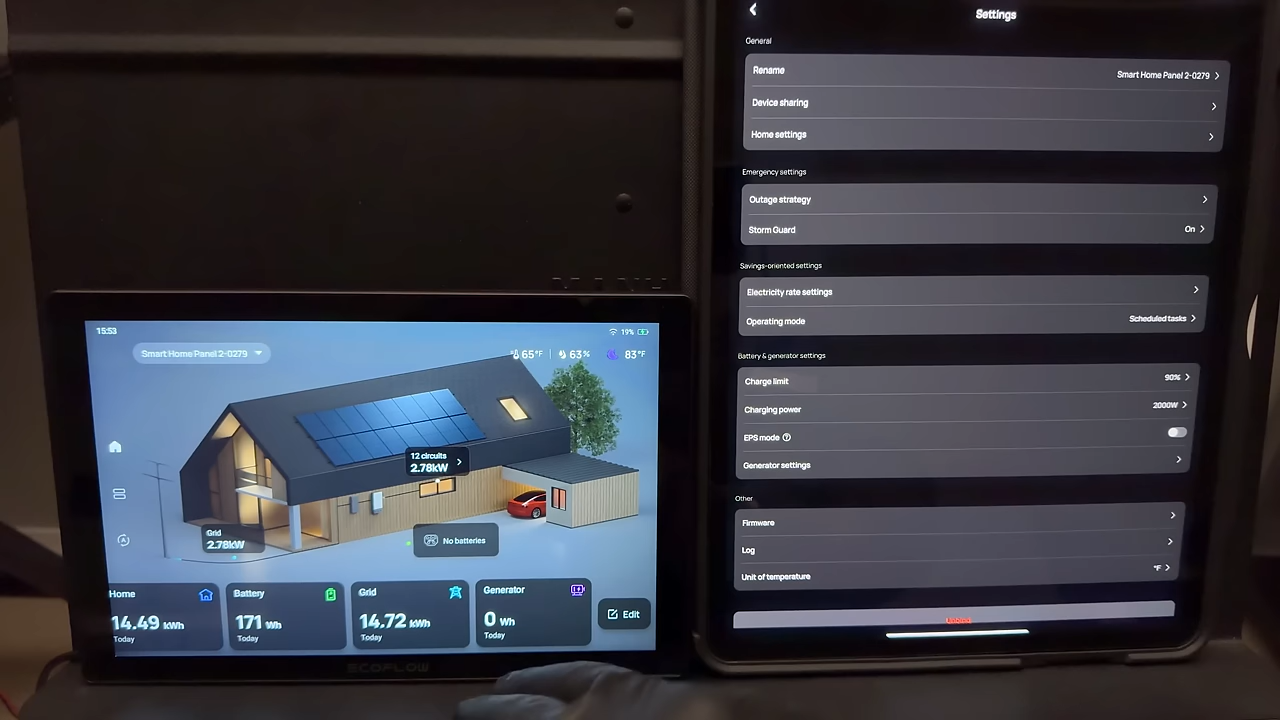 15:53
19%
Smart Home Panel 2-0279
65°F
63%
83°F
12 circuits
2.78kW
Grid
2.78kW
No batteries
Home
14.49 kWh
Today
Battery
171 Wh
Today
Grid
14.72 kWh
Today
Generator
0 Wh
Today
Edit
ECOFLOW
Settings
General
Rename
Smart Home Panel 2-0279
Device sharing
Home settings
Emergency settings
Outage strategy
Storm Guard
On
Savings-oriented settings
Electricity rate settings
Operating mode
Scheduled tasks
Battery & generator settings
Charge limit
90%
Charging power
2000W
EPS mode
Generator settings
Other
Firmware
Log
Unit of temperature
°F